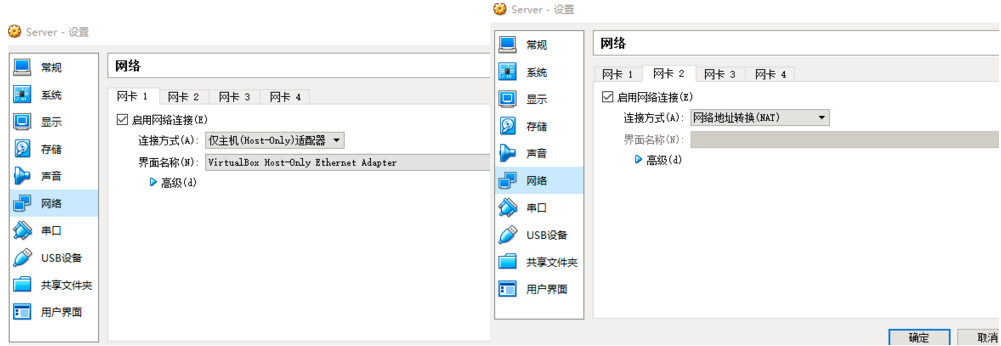 Server - 设置
常规
系统
显示
存储
声音
网络
串口
USB设备
共享文件夹
用户界面
网络
网卡 1 网卡 2 网卡 3 网卡 4
启用网络连接(E)
连接方式(A): 仅主机(Host-Only)适配器
界面名称(N): VirtualBox Host-Only Ethernet Adapter
高级(d)
Server - 设置
常规
系统
显示
存储
声音
网络
串口
USB设备
共享文件夹
用户界面
网络
网卡 1 网卡 2 网卡 3 网卡 4
启用网络连接(E)
连接方式(A): 网络地址转换(NAT)
界面名称(N):
高级(d)
确定 取消